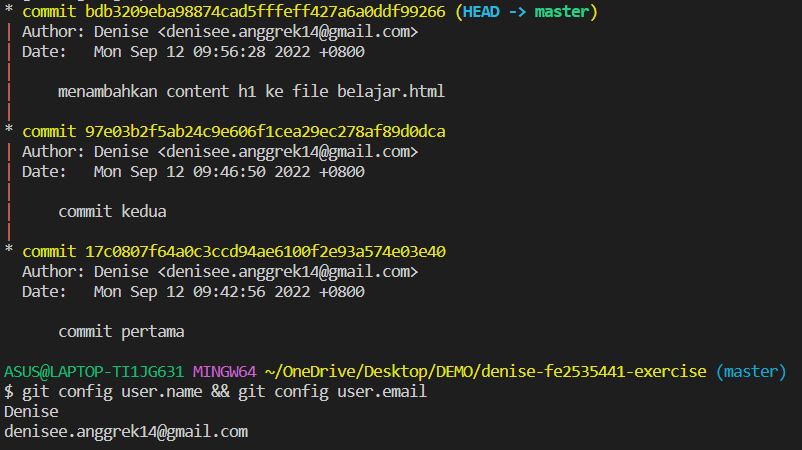 * commit bdb3209eba98874cad5fffeff427a6a0ddf99266 (HEAD -> master)
| Author: Denise <denisee.anggrek14@gmail.com>
| Date:   Mon Sep 12 09:56:28 2022 +0800
|
|     menambahkan content h1 ke file belajar.html
|
* commit 97e03b2f5ab24c9e606f1cea29ec278af89d0dca
| Author: Denise <denisee.anggrek14@gmail.com>
| Date:   Mon Sep 12 09:46:50 2022 +0800
|
|     commit kedua
|
* commit 17c0807f64a0c3ccd94ae6100f2e93a574e03e40
  Author: Denise <denisee.anggrek14@gmail.com>
  Date:   Mon Sep 12 09:42:56 2022 +0800

      commit pertama

ASUS@LAPTOP-TI1JG631 MINGW64 ~/OneDrive/Desktop/DEMO/denise-fe2535441-exercise (master)
$ git config user.name && git config user.email
Denise
denisee.anggrek14@gmail.com